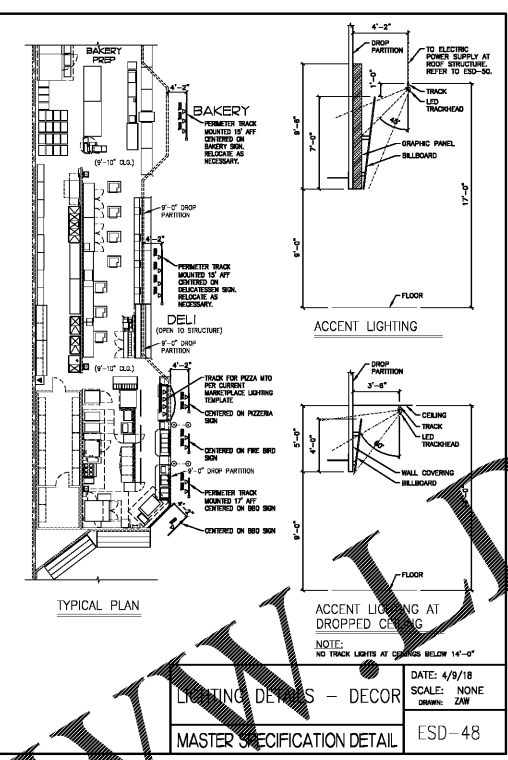 BAKERY
PREP
4'-2"
BAKERY
PERIMETER TRACK
MOUNTED 15' AFF
CENTERED ON
BAKERY SIGN.
RELOCATE AS
NECESSARY.
(9'-10" CLG.)
9'-0" DROP
PARTITION
4'-2"
PERIMETER TRACK
MOUNTED 15' AFF
CENTERED ON
DELICATESSEN SIGN.
RELOCATE AS
NECESSARY.
DELI
(OPEN TO STRUCTURE)
9'-0" DROP
PARTITION
(9'-10" CLG.)
4'-2"
TRACK FOR PIZZA MTO
PER CURRENT
MARKETPLACE LIGHTING
TEMPLATE
CENTERED ON PIZZERIA
SIGN
CENTERED ON FIRE BIRD
SIGN
9'-0" DROP PARTITION
PERIMETER TRACK
MOUNTED 17' AFF
CENTERED ON BBQ SIGN
CENTERED ON BBQ SIGN
TYPICAL PLAN
4'-2"
DROP
PARTITION
TO ELECTRIC
POWER SUPPLY AT
ROOF STRUCTURE.
REFER TO ESD-50.
1'-0"
TRACK
LED
TRACKHEAD
45°
GRAPHIC PANEL
BILLBOARD
9'-6"
7'-0"
17'-0"
9'-0"
FLOOR
ACCENT LIGHTING
DROP
PARTITION
3'-6"
CEILING
TRACK
LED
TRACKHEAD
5'-0"
4'-0"
WALL COVERING
BILLBOARD
9'-0"
FLOOR
ACCENT LIGHTING AT
DROPPED CEILING
NOTE:
NO TRACK LIGHTS AT CEILINGS BELOW 14'-0"
LIGHTING DETAILS - DECOR
DATE: 4/9/18
SCALE: NONE
DRAWN: ZAW
MASTER SPECIFICATION DETAIL
ESD-48